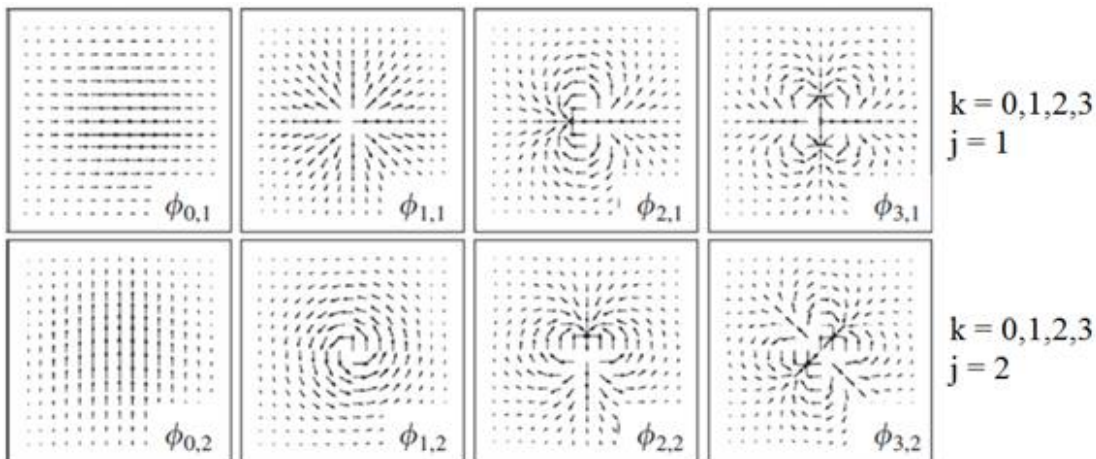 ϕ0,1 ϕ1,1 ϕ2,1 ϕ3,1
k = 0,1,2,3
j = 1
ϕ0,2 ϕ1,2 ϕ2,2 ϕ3,2
k = 0,1,2,3
j = 2